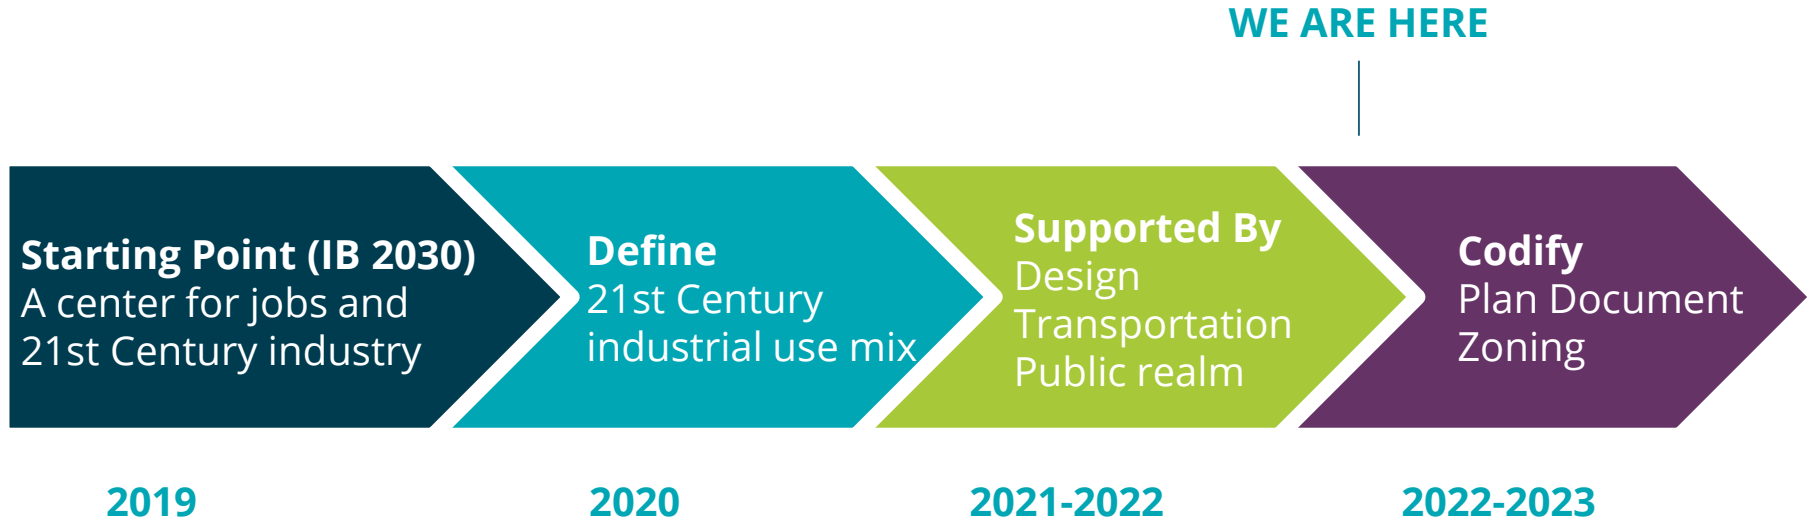 WE ARE HERE
Starting Point (IB 2030)
A center for jobs and
21st Century industry
Define
21st Century
industrial use mix
Supported By
Design
Transportation
Public realm
Codify
Plan Document
Zoning
2019
2020
2021-2022
2022-2023